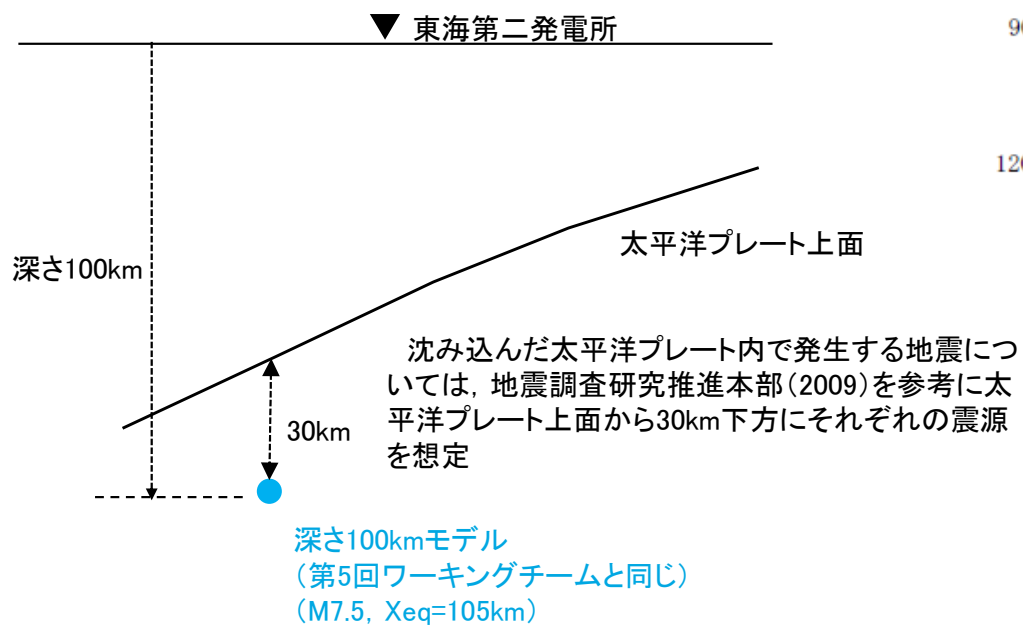 ▼ 東海第二発電所
太平洋プレート上面
深さ100km
沈み込んだ太平洋プレート内で発生する地震につ
いては，地震調査研究推進本部（2009）を参考に太
平洋プレート上面から30km下方にそれぞれの震源
を想定
30km
深さ100kmモデル
（第5回ワーキングチームと同じ）
（M7.5，Xeq=105km）